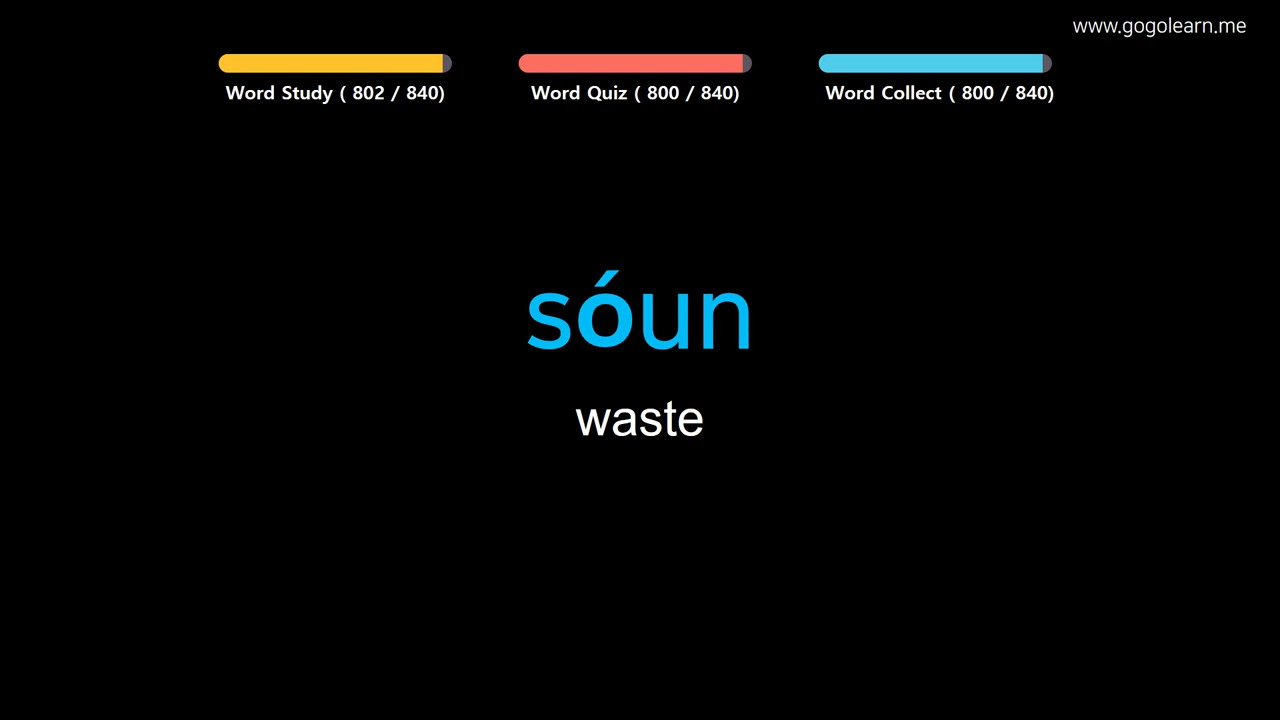 www.gogolearn.me
Word Study ( 802 / 840)
Word Quiz ( 800 / 840)
Word Collect ( 800 / 840)
sóun
waste